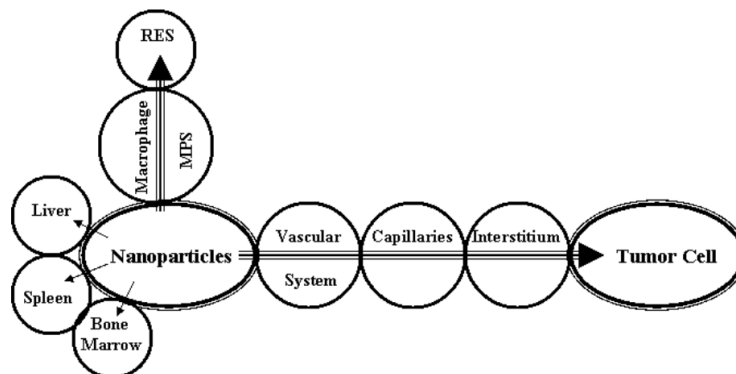 RES
Macrophage
MPS
Liver
Nanoparticles
Vascular
System
Capillaries
Interstitium
Tumor Cell
Spleen
Bone
Marrow